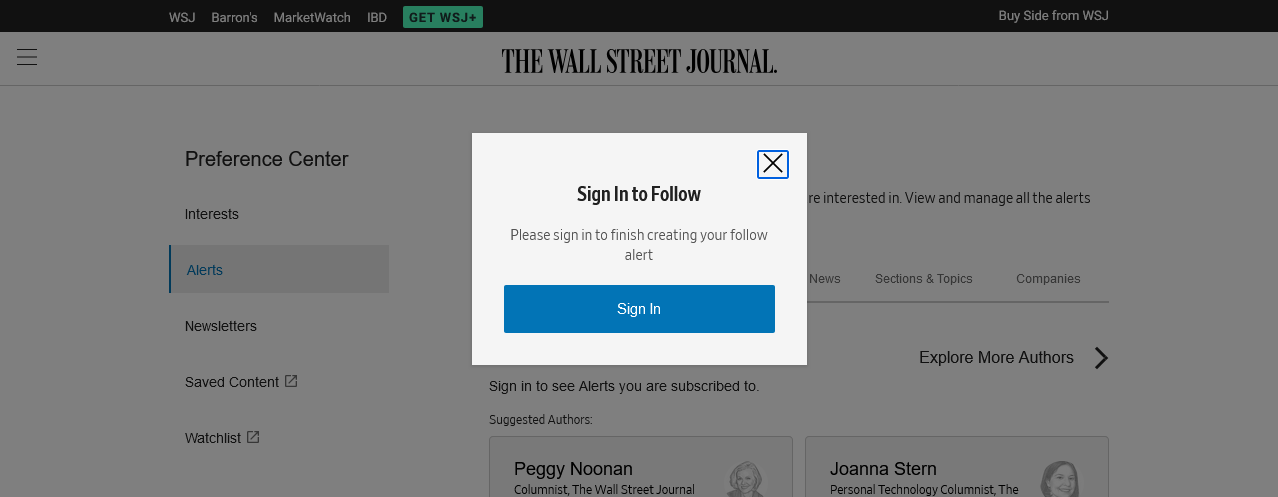 WSJ Barron's MarketWatch IBD GET WSJ+ Buy Side from WSJ
THE WALL STREET JOURNAL.
Preference Center
Interests
Alerts
Newsletters
Saved Content
Watchlist
Sign In to Follow
Please sign in to finish creating your follow
alert
Sign In
re interested in. View and manage all the alerts
News Sections & Topics Companies
Explore More Authors
Sign in to see Alerts you are subscribed to.
Suggested Authors:
Peggy Noonan
Columnist, The Wall Street Journal
Joanna Stern
Personal Technology Columnist, The